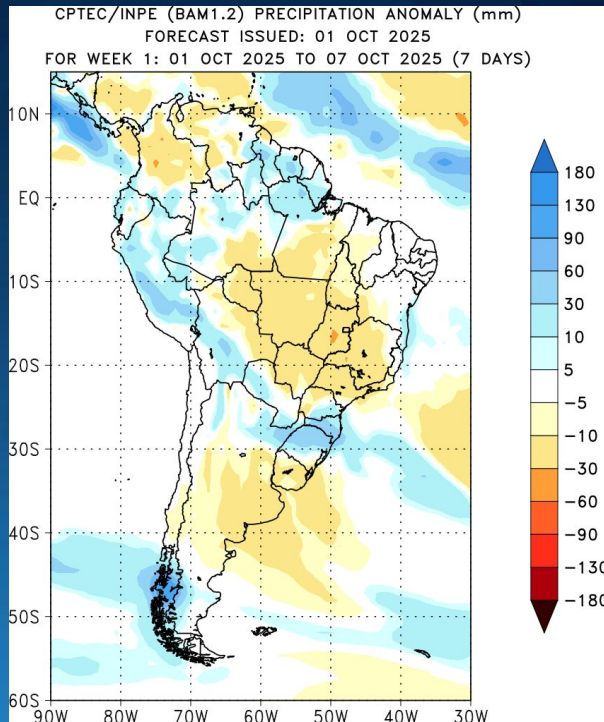 CPTEC/INPE (BAM1.2) PRECIPITATION ANOMALY (mm)
FORECAST ISSUED: 01 OCT 2025
FOR WEEK 1: 01 OCT 2025 TO 07 OCT 2025 (7 DAYS)
10N
EQ
10S
20S
30S
40S
50S
60S
90W 80W 70W 60W 50W 40W 30W
180
130
90
60
30
10
5
-5
-10
-30
-60
-90
-130
-180